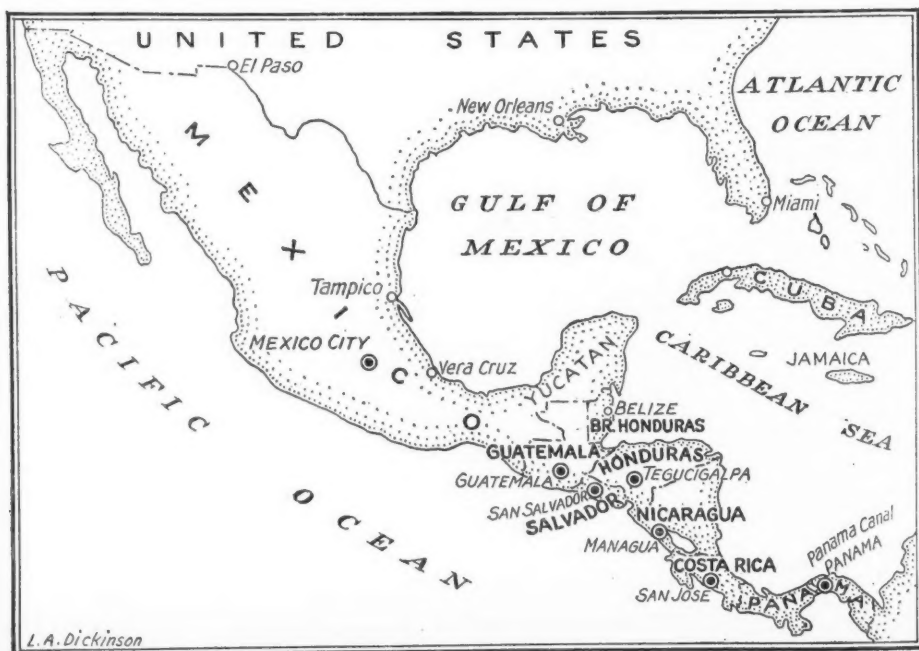 UNITED STATES
El Paso
New Orleans
ATLANTIC
OCEAN
MEXICO
GULF OF
MEXICO
Miami
PACIFIC OCEAN
Tampico
CUBA
MEXICO CITY
Vera Cruz
YUCATAN
CARIBBEAN SEA
JAMAICA
BELIZE
BR. HONDURAS
GUATEMALA
HONDURAS
GUATEMALA
TEGUCIGALPA
SAN SALVADOR
SALVADOR
NICARAGUA
MANAGUA
Panama Canal
PANAMA
COSTA RICA
SAN JOSE
PANAMA
L.A. Dickinson